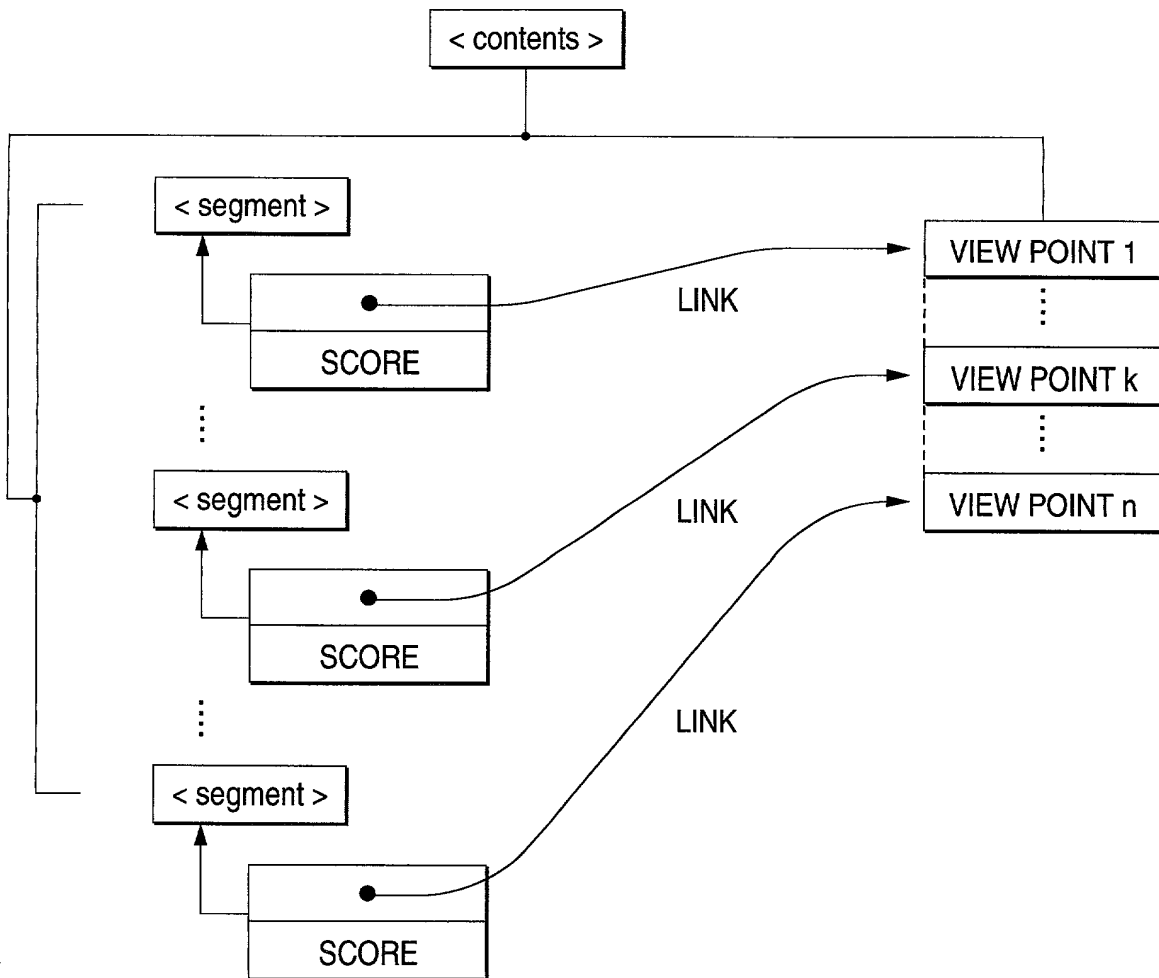 < contents >
< segment >
VIEW POINT 1
LINK
SCORE
VIEW POINT k
< segment >
VIEW POINT n
LINK
SCORE
LINK
< segment >
SCORE